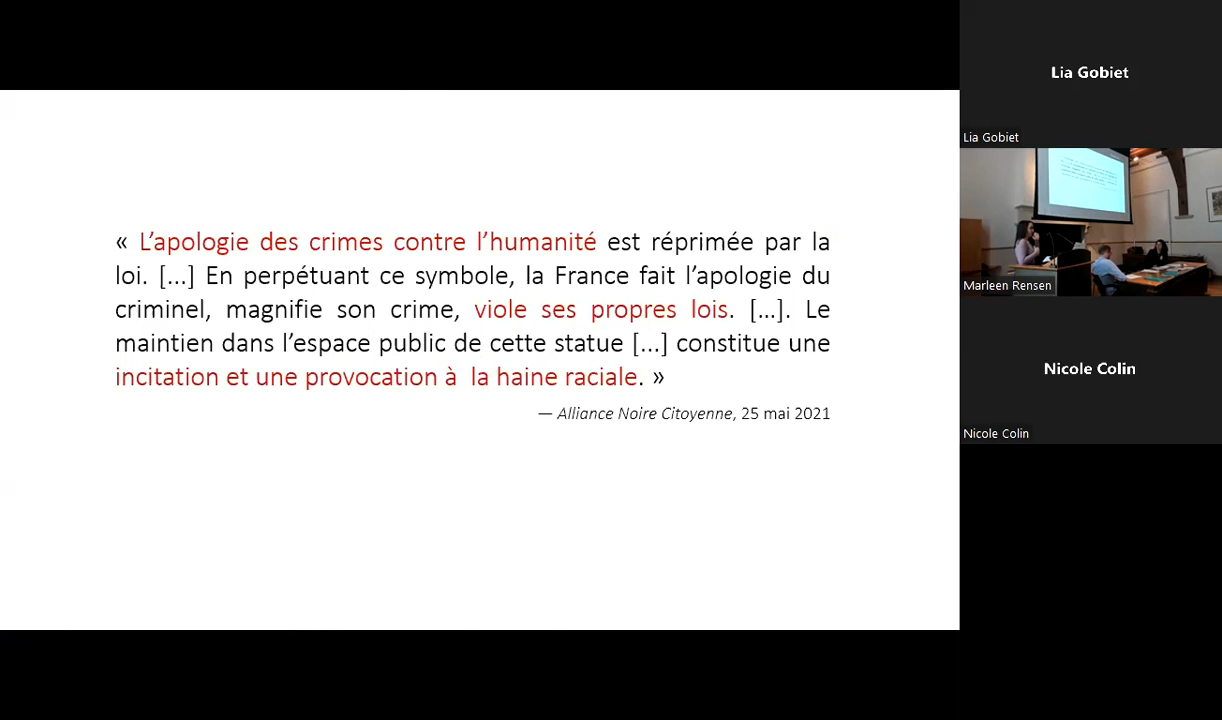 « L’apologie des crimes contre l’humanité est réprimée par la
loi. [...] En perpétuant ce symbole, la France fait l’apologie du
criminel, magnifie son crime, viole ses propres lois. [...]. Le
maintien dans l’espace public de cette statue [...] constitue une
incitation et une provocation à  la haine raciale. »
— Alliance Noire Citoyenne, 25 mai 2021
Lia Gobiet
Lia Gobiet
Marleen Rensen
Nicole Colin
Nicole Colin